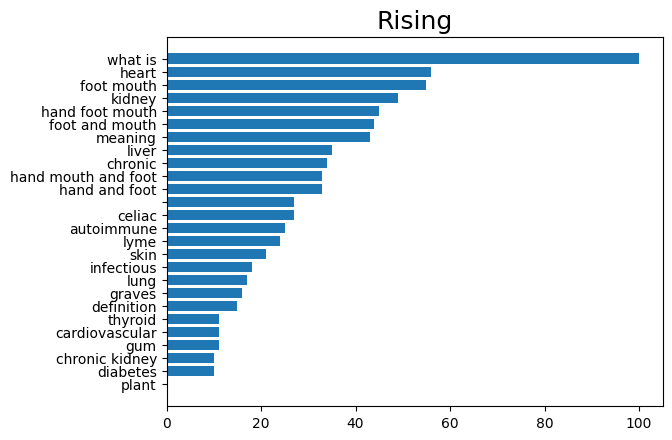 Rising
what is
heart
foot mouth
kidney
hand foot mouth
foot and mouth
meaning
liver
chronic
hand mouth and foot
hand and foot
celiac
autoimmune
lyme
skin
infectious
lung
graves
definition
thyroid
cardiovascular
gum
chronic kidney
diabetes
plant
0 20 40 60 80 100